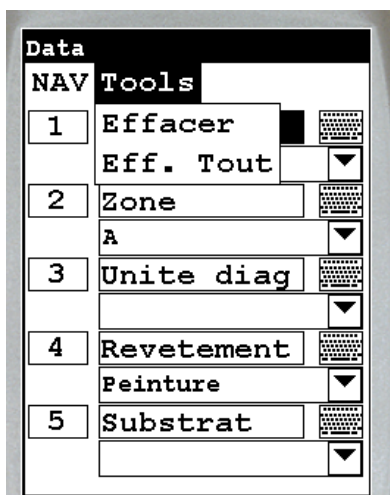 Data
NAV Tools
1 Effacer
Eff. Tout
2 Zone
A
3 Unite diag
4 Revetement
Peinture
5 Substrat